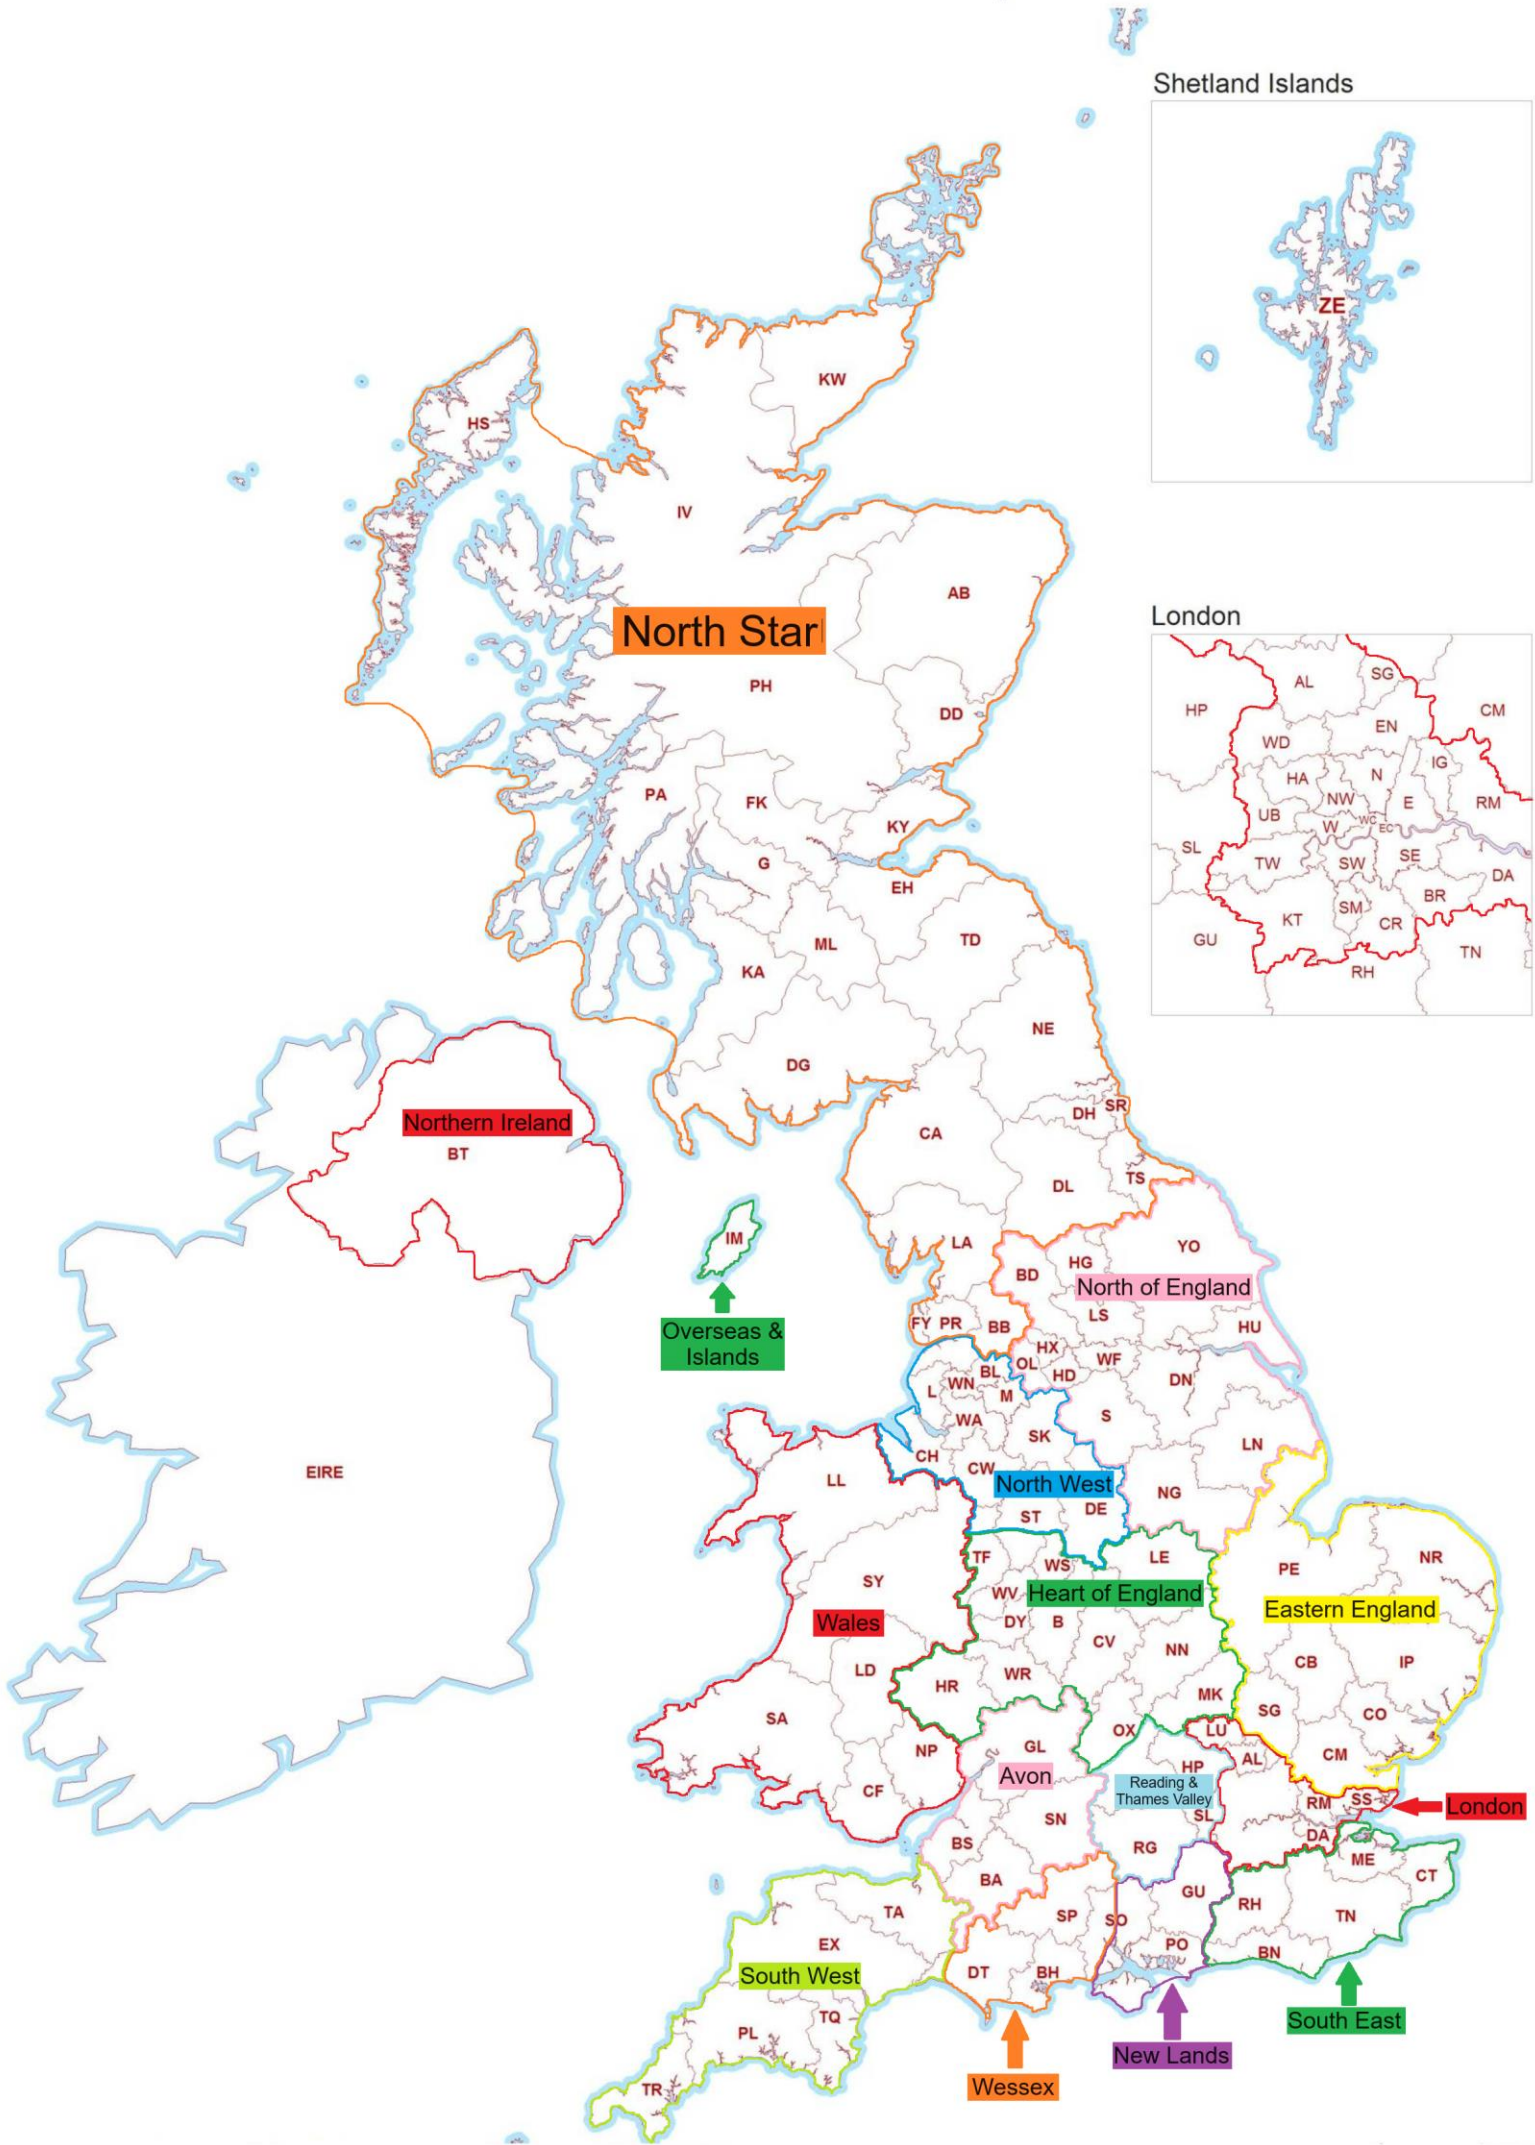 Shetland Islands
ZE
KW
HS
IV
London
AB
North Star
PH
AL
SG
HP
CM
DD
EN
WD
IG
HA
N
PA
FK
NW
E
RM
UB
WC
KY
W
EC
SL
SE
G
TW
SW
EH
DA
BR
SM
KT
CR
ML
TD
GU
TN
KA
RH
NE
DG
SR
DH
Northern Ireland
CA
BT
TS
DL
IM
LA
YO
HG
BD
North of England
LS
FY
PR
BB
HU
Overseas &
Islands
HX
OL
WF
BL
HD
DN
WN
L
M
S
WA
SK
LN
CH
CW
EIRE
LL
North West
NG
DE
ST
TF
WS
LE
NR
PE
SY
WV
Heart of England
Eastern England
Wales
DY
B
CV
NN
CB
IP
LD
WR
HR
MK
SG
CO
SA
OX
LU
GL
NP
CM
AL
HP
Avon
Reading &
Thames Valley
CF
SS
RM
London
SL
SN
DA
BS
RG
ME
CT
BA
GU
RH
TA
SP
SO
TN
EX
PO
BN
DT
BH
South West
TQ
South East
PL
New Lands
Wessex
TR